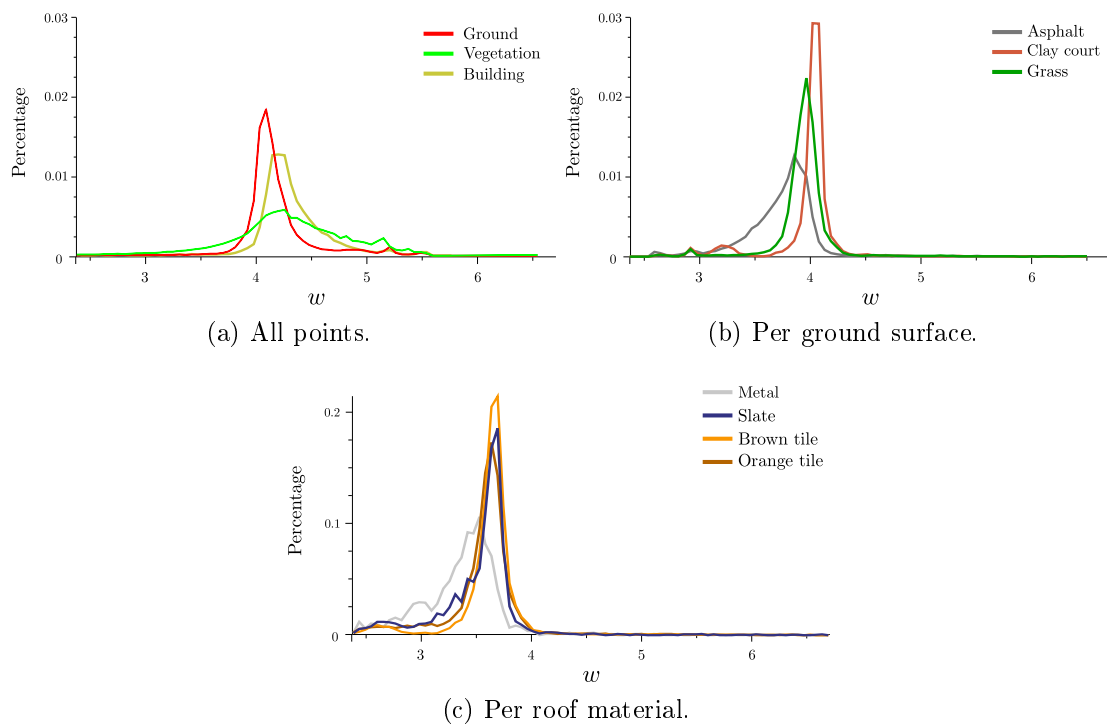 0.03
0.02
0.01
0
Percentage
Ground
Vegetation
Building
3
4
5
6
w
(a) All points.
0.03
0.02
0.01
0
Percentage
Asphalt
Clay court
Grass
3
4
5
6
w
(b) Per ground surface.
0.2
0.1
0
Percentage
Metal
Slate
Brown tile
Orange tile
3
4
5
6
w
(c) Per roof material.